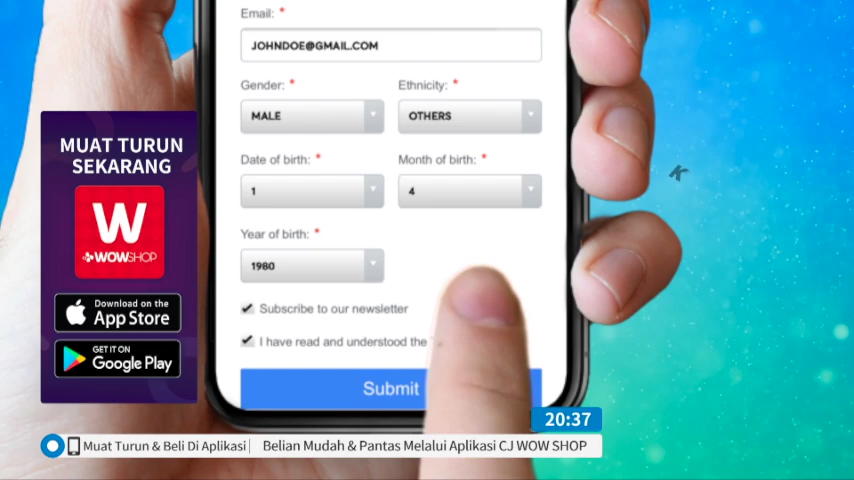 Email: *
JOHNDOE@GMAIL.COM
Gender: *
Ethnicity: *
MALE
OTHERS
Date of birth: *
Month of birth: *
1
4
Year of birth: *
1980
Subscribe to our newsletter
I have read and understood the
Submit
MUAT TURUN
SEKARANG
W
WOWSHOP
Download on the
App Store
GET IT ON
Google Play
K
20:37
Muat Turun & Beli Di Aplikasi
Belian Mudah & Pantas Melalui Aplikasi CJ WOW SHOP